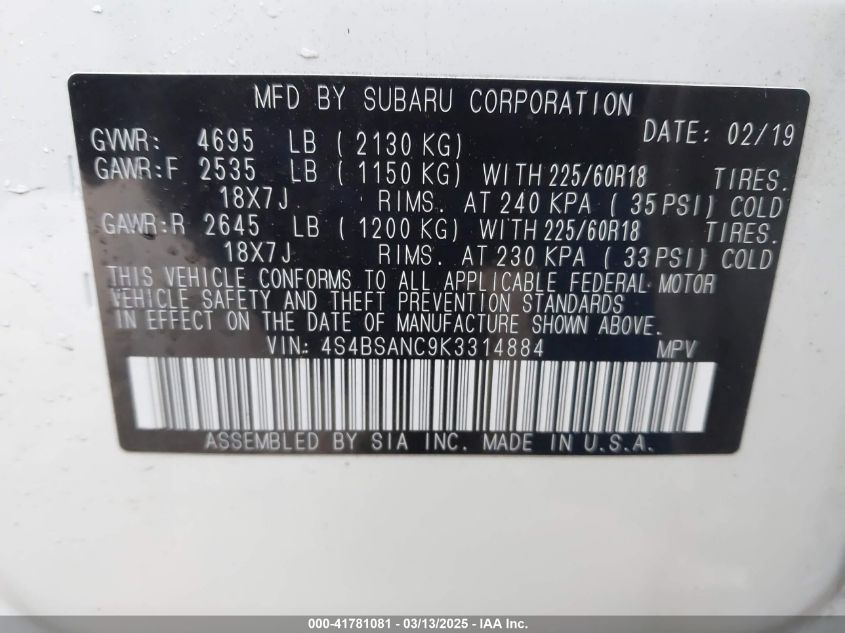 MFD BY SUBARU CORPORATION
DATE: 02/19
GVWR: 4695 LB ( 2130 KG)
GAWR:F 2535 LB ( 1150 KG) WITH 225/60R18 TIRES.
18X7J RIMS. AT 240 KPA ( 35 PSI) COLD
GAWR:R 2645 LB ( 1200 KG) WITH 225/60R18 TIRES.
18X7J RIMS. AT 230 KPA ( 33 PSI) COLD
THIS VEHICLE CONFORMS TO ALL APPLICABLE FEDERAL MOTOR
VEHICLE SAFETY AND THEFT PREVENTION STANDARDS
IN EFFECT ON THE DATE OF MANUFACTURE SHOWN ABOVE.
VIN: 4S4BSANC9K3314884 MPV
ASSEMBLED BY SIA INC. MADE IN U.S.A.
000-41781081 - 03/13/2025 - IAAI.COM